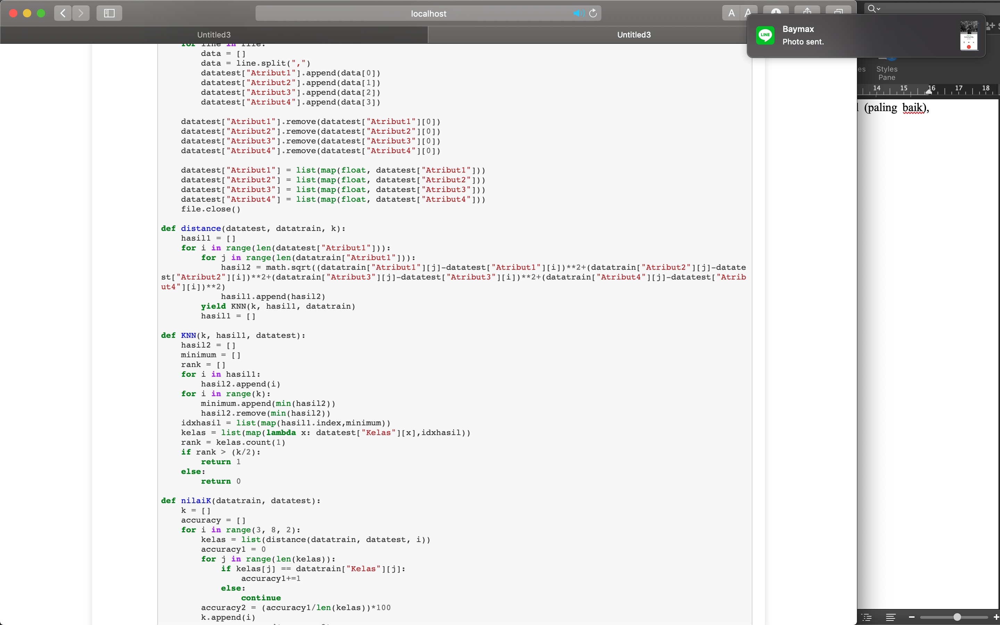 localhost
A A
Untitled3
Untitled3
Baymax
Photo sent.
LINE
es
Styles
Pane
14 15 16 17 18
(paling baik),
for line in file:
data = []
data = line.split(",")
datatest["Atribut1"].append(data[0])
datatest["Atribut2"].append(data[1])
datatest["Atribut3"].append(data[2])
datatest["Atribut4"].append(data[3])
datatest["Atribut1"].remove(datatest["Atribut1"][0])
datatest["Atribut2"].remove(datatest["Atribut2"][0])
datatest["Atribut3"].remove(datatest["Atribut3"][0])
datatest["Atribut4"].remove(datatest["Atribut4"][0])
datatest["Atribut1"] = list(map(float, datatest["Atribut1"]))
datatest["Atribut2"] = list(map(float, datatest["Atribut2"]))
datatest["Atribut3"] = list(map(float, datatest["Atribut3"]))
datatest["Atribut4"] = list(map(float, datatest["Atribut4"]))
file.close()
def distance(datatest, datatrain, k):
hasil1 = []
for i in range(len(datatest["Atribut1"])):
for j in range(len(datatrain["Atribut1"])):
hasil2 = math.sqrt((datatrain["Atribut1"][j]-datatest["Atribut1"][i])**2+(datatrain["Atribut2"][j]-datate
st["Atribut2"][i])**2+(datatrain["Atribut3"][j]-datatest["Atribut3"][i])**2+(datatrain["Atribut4"][j]-datatest["Atrib
ut4"][i])**2)
hasil1.append(hasil2)
yield KNN(k, hasil1, datatrain)
hasil1 = []
def KNN(k, hasil1, datatest):
hasil2 = []
minimum = []
rank = []
for i in hasil1:
hasil2.append(i)
for i in range(k):
minimum.append(min(hasil2))
hasil2.remove(min(hasil2))
idxhasil = list(map(hasil1.index,minimum))
kelas = list(map(lambda x: datatest["Kelas"][x],idxhasil))
rank = kelas.count(1)
if rank > (k/2):
return 1
else:
return 0
def nilaiK(datatrain, datatest):
k = []
accuracy = []
for i in range(3, 8, 2):
kelas = list(distance(datatrain, datatest, i))
accuracy1 = 0
for j in range(len(kelas)):
if kelas[j] == datatrain["Kelas"][j]:
accuracy1+=1
else:
continue
accuracy2 = (accuracy1/len(kelas))*100
k.append(i)